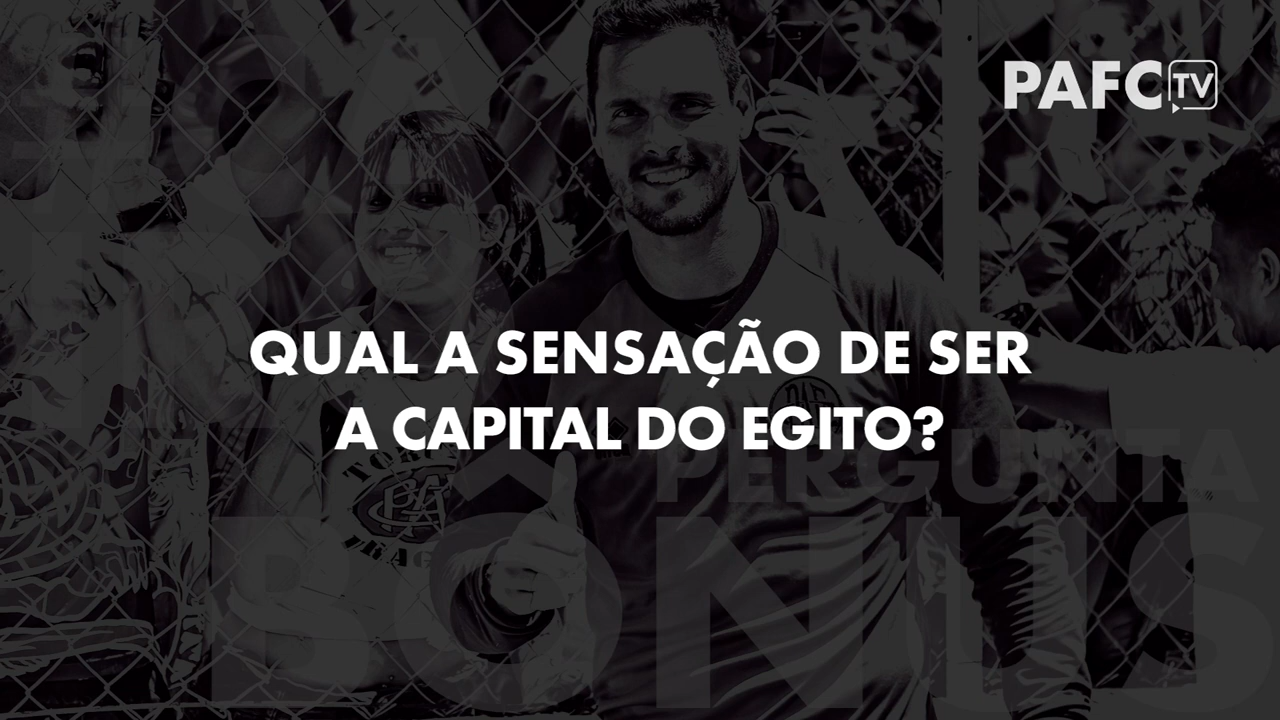 PAFC TV
QUAL A SENSAÇÃO DE SER
A CAPITAL DO EGITO?
PERGUNTA
BÔNUS